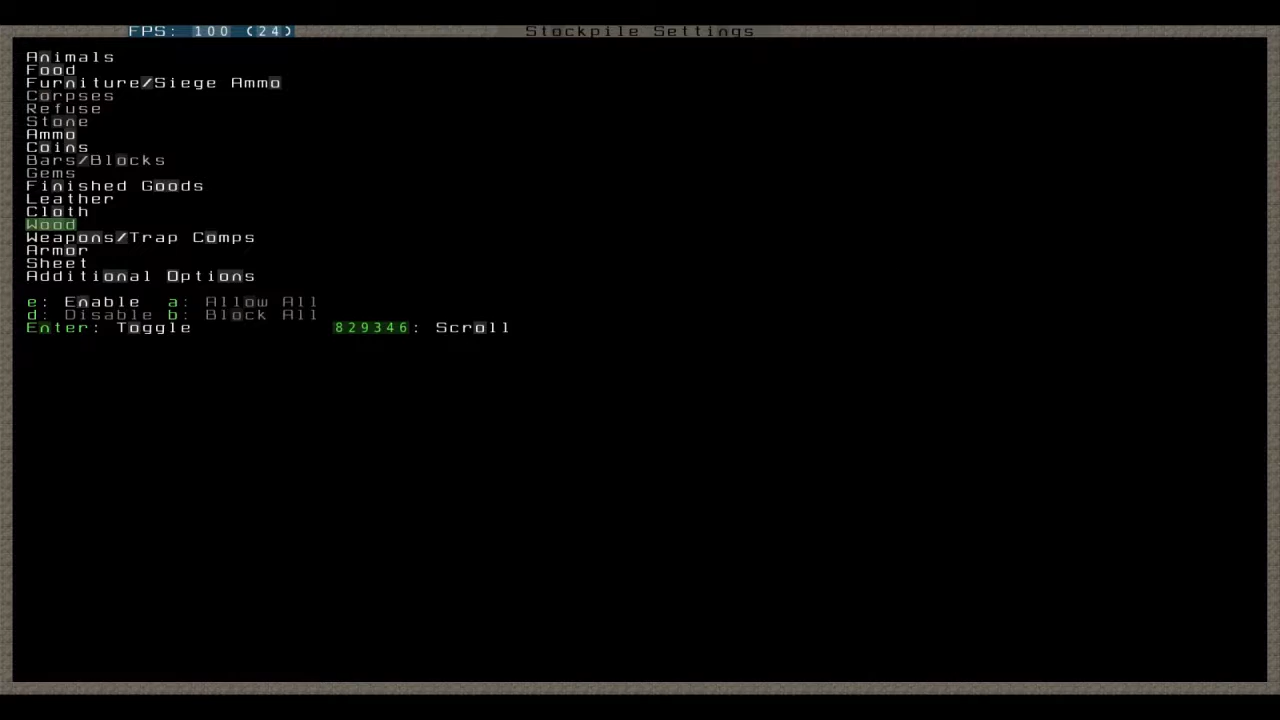 FPS: 100 (24) Stockpile Settings
Animals
Food
Furniture/Siege Ammo
Corpses
Refuse
Stone
Ammo
Coins
Bars/Blocks
Gems
Finished Goods
Leather
Cloth
Wood
Weapons/Trap Comps
Armor
Sheet
Additional Options
e: Enable a: Allow All
d: Disable b: Block All
Enter: Toggle 829346: Scroll